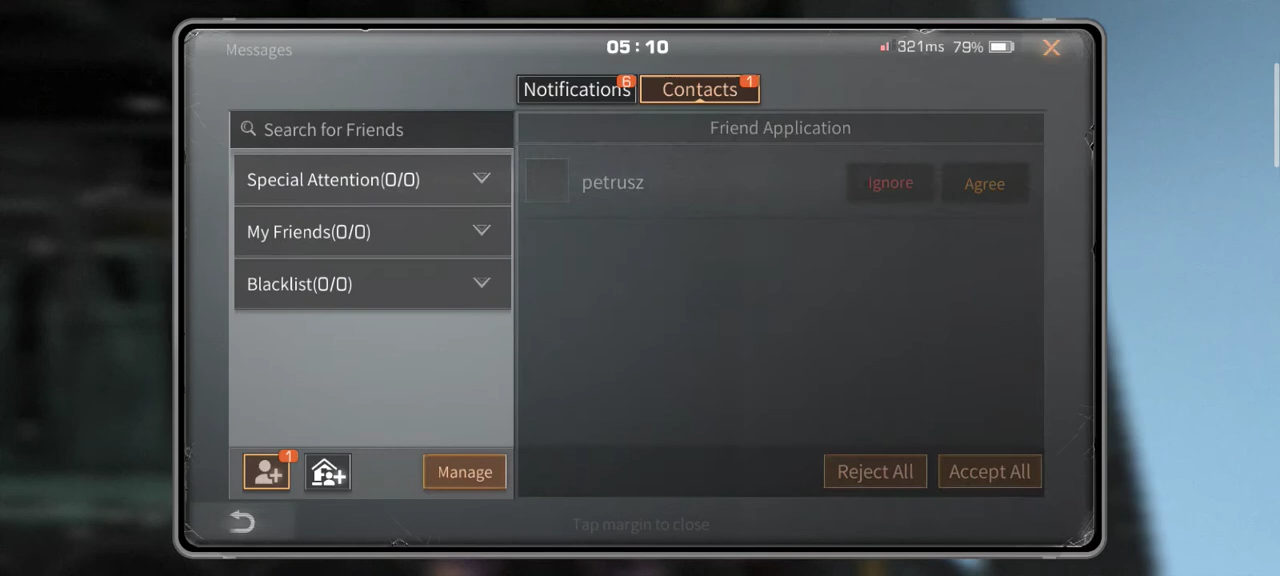 Messages
05:10
321ms 79%
Notifications 6
Contacts 1
Search for Friends
Friend Application
Special Attention(0/0)
petrusz
Ignore
Agree
My Friends(0/0)
Blacklist(0/0)
1
Manage
Reject All
Accept All
Tap margin to close